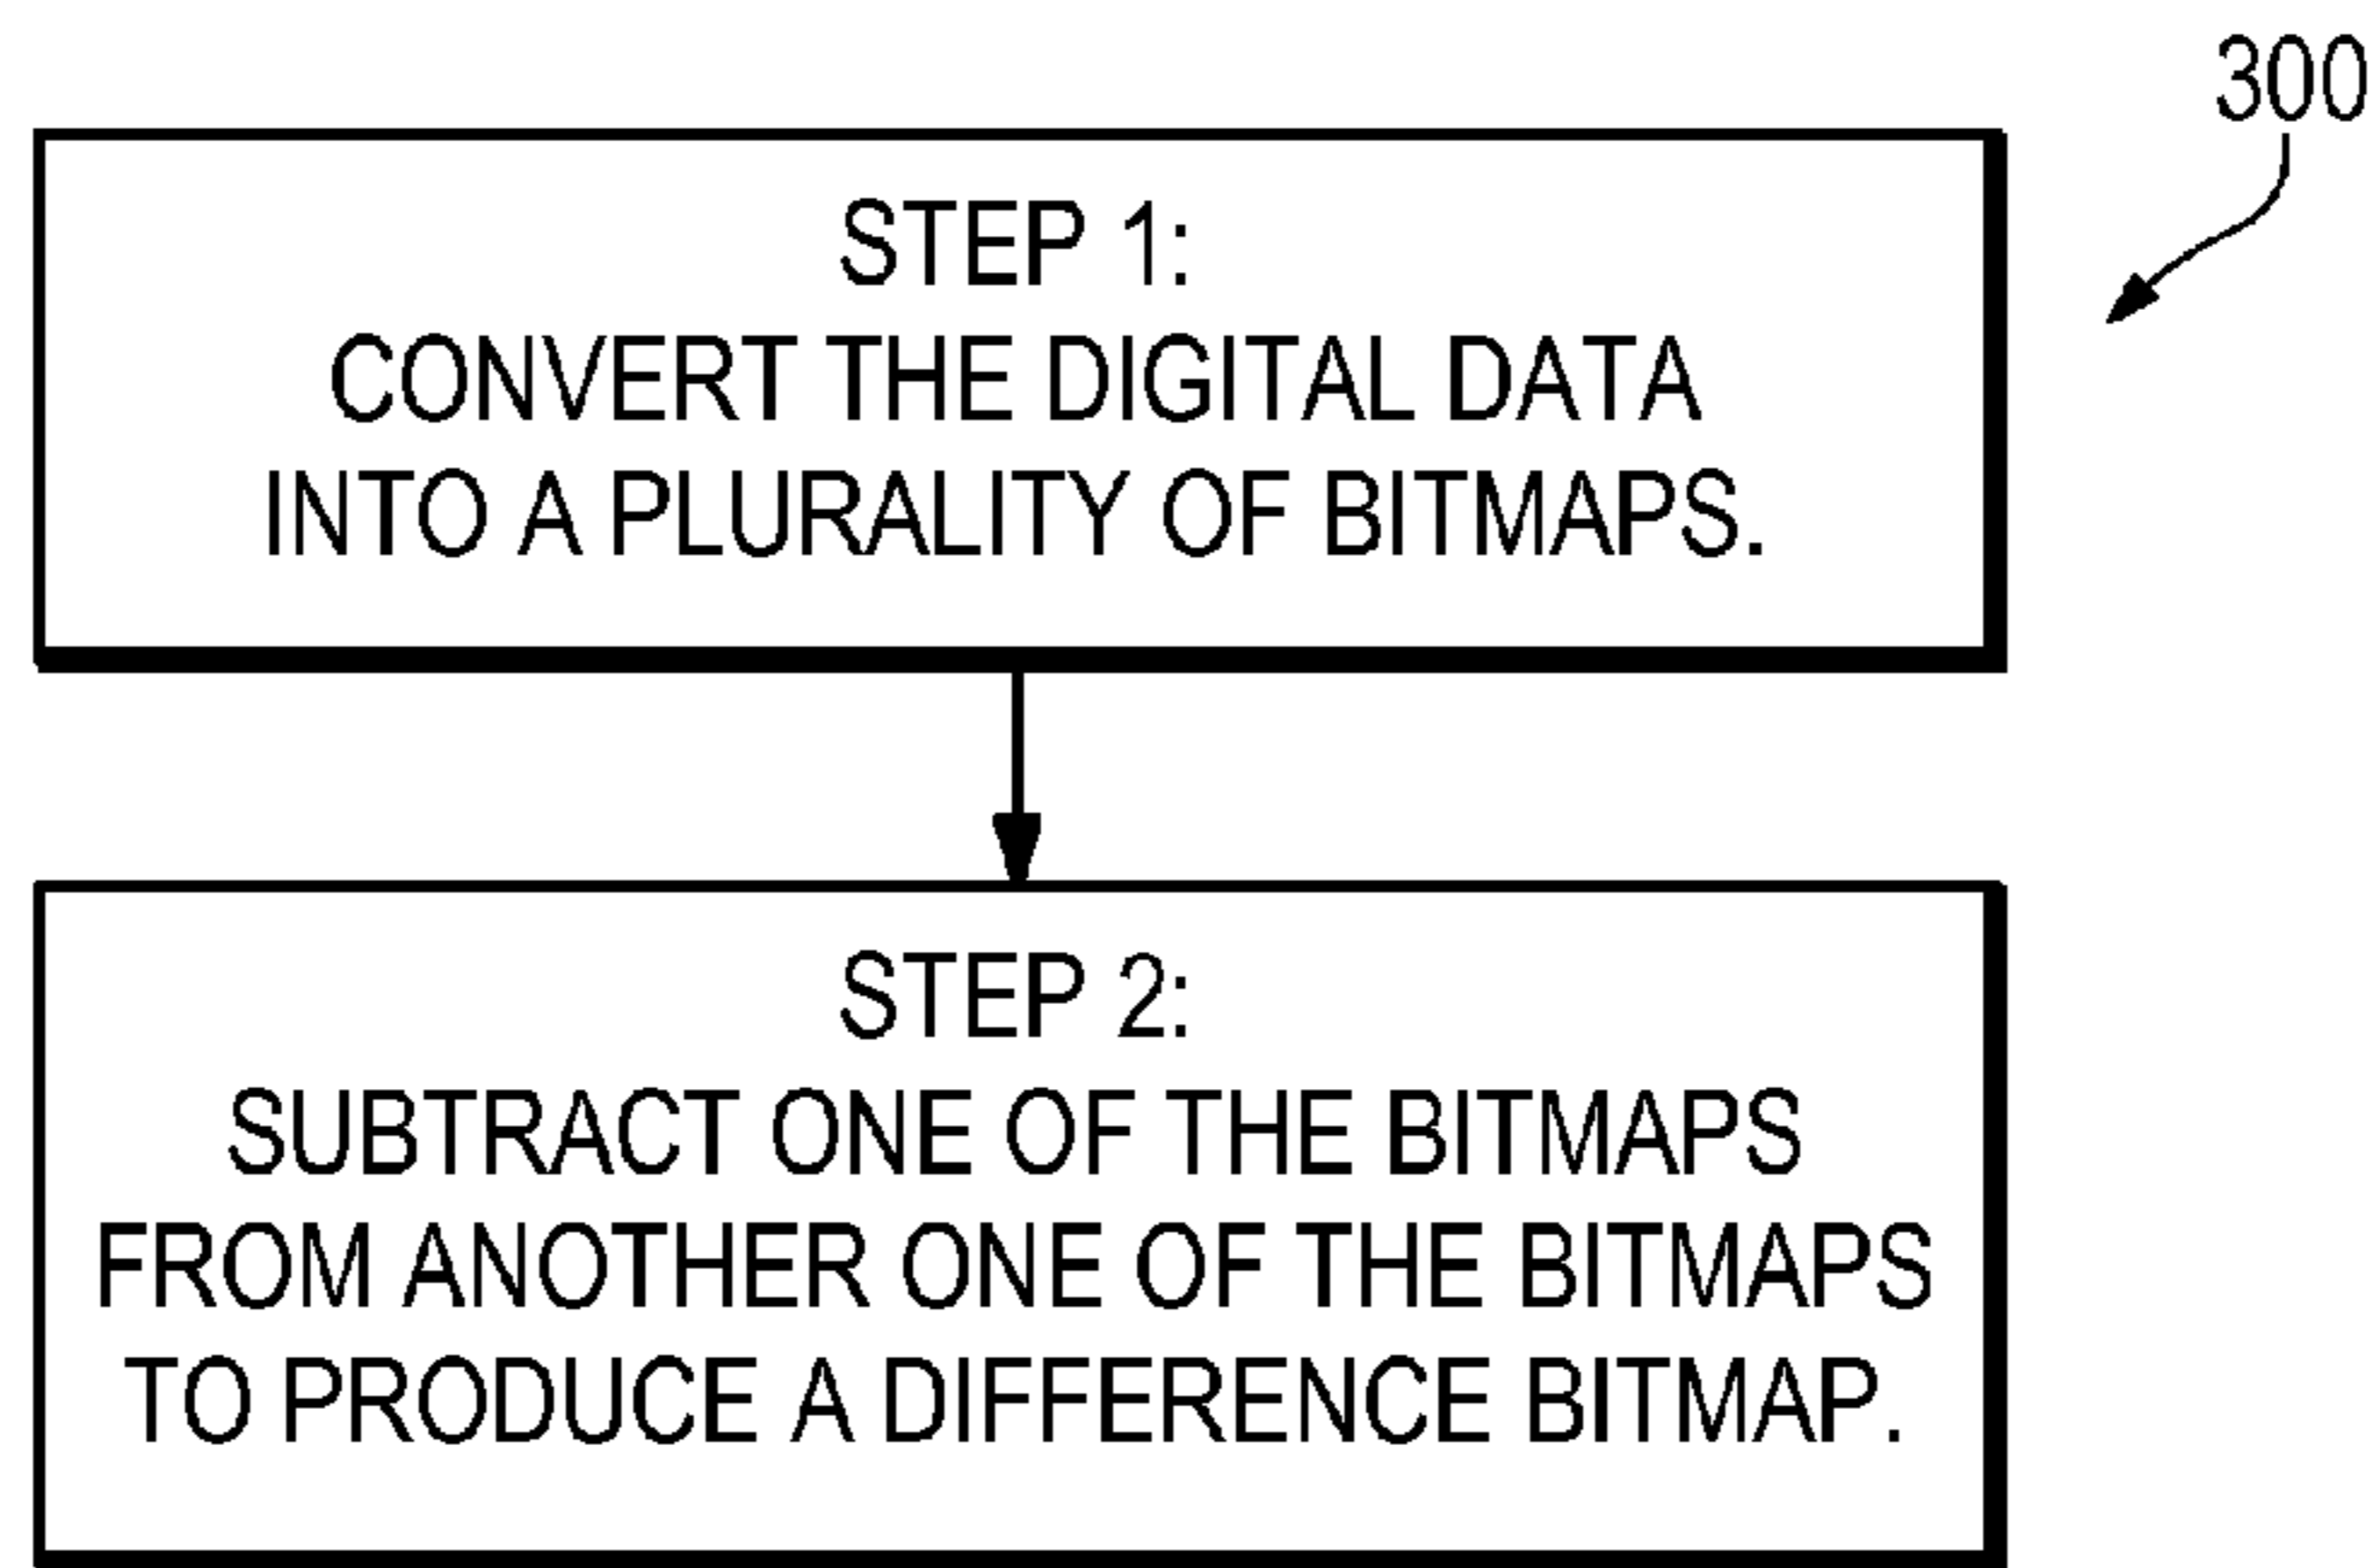 300
STEP 1:
CONVERT THE DIGITAL DATA
INTO A PLURALITY OF BITMAPS.
STEP 2:
SUBTRACT ONE OF THE BITMAPS
FROM ANOTHER ONE OF THE BITMAPS
TO PRODUCE A DIFFERENCE BITMAP.